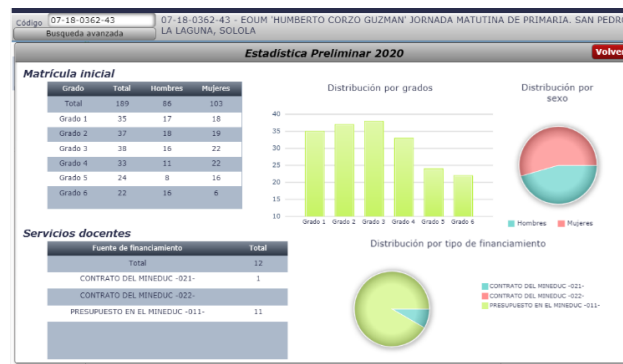 Código 07-18-0362-43 07-18-0362-43 - EOUM 'HUMBERTO CORZO GUZMAN' JORNADA MATUTINA DE PRIMARIA. SAN PEDRO
Busqueda avanzada LA LAGUNA, SOLOLA
Estadística Preliminar 2020 Volver
Matrícula inicial
Grado Total Hombres Mujeres
Total 189 86 103
Grado 1 35 17 18
Grado 2 37 18 19
Grado 3 38 16 22
Grado 4 33 11 22
Grado 5 24 8 16
Grado 6 22 16 6
Distribución por grados
40
35
30
25
20
15
10
Grado 1 Grado 2 Grado 3 Grado 4 Grado 5 Grado 6
Distribución por
sexo
Hombres Mujeres
Servicios docentes
Fuente de financiamiento Total
Total 12
CONTRATO DEL MINEDUC -021- 1
CONTRATO DEL MINEDUC -022-
PRESUPUESTO EN EL MINEDUC -011- 11
Distribución por tipo de financiamiento
CONTRATO DEL MINEDUC -021-
CONTRATO DEL MINEDUC -022-
PRESUPUESTO EN EL MINEDUC -011-